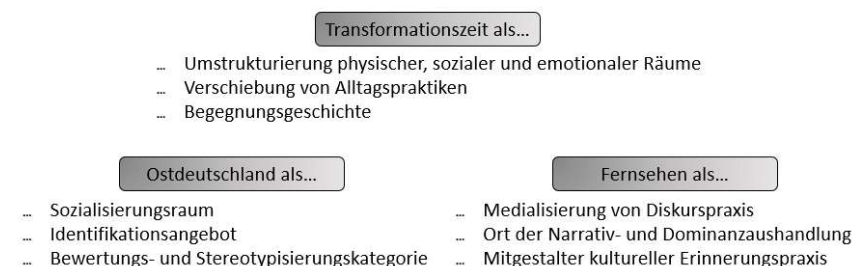 Transformationszeit als...
... Umstrukturierung physischer, sozialer und emotionaler Räume
... Verschiebung von Alltagspraktiken
... Begegnungsgeschichte
Ostdeutschland als...
... Sozialisierungsraum
... Identifikationsangebot
... Bewertungs- und Stereotypisierungskategorie
Fernsehen als...
... Medialisierung von Diskurspraxis
... Ort der Narrativ- und Dominanzaushandlung
... Mitgestalter kultureller Erinnerungspraxis